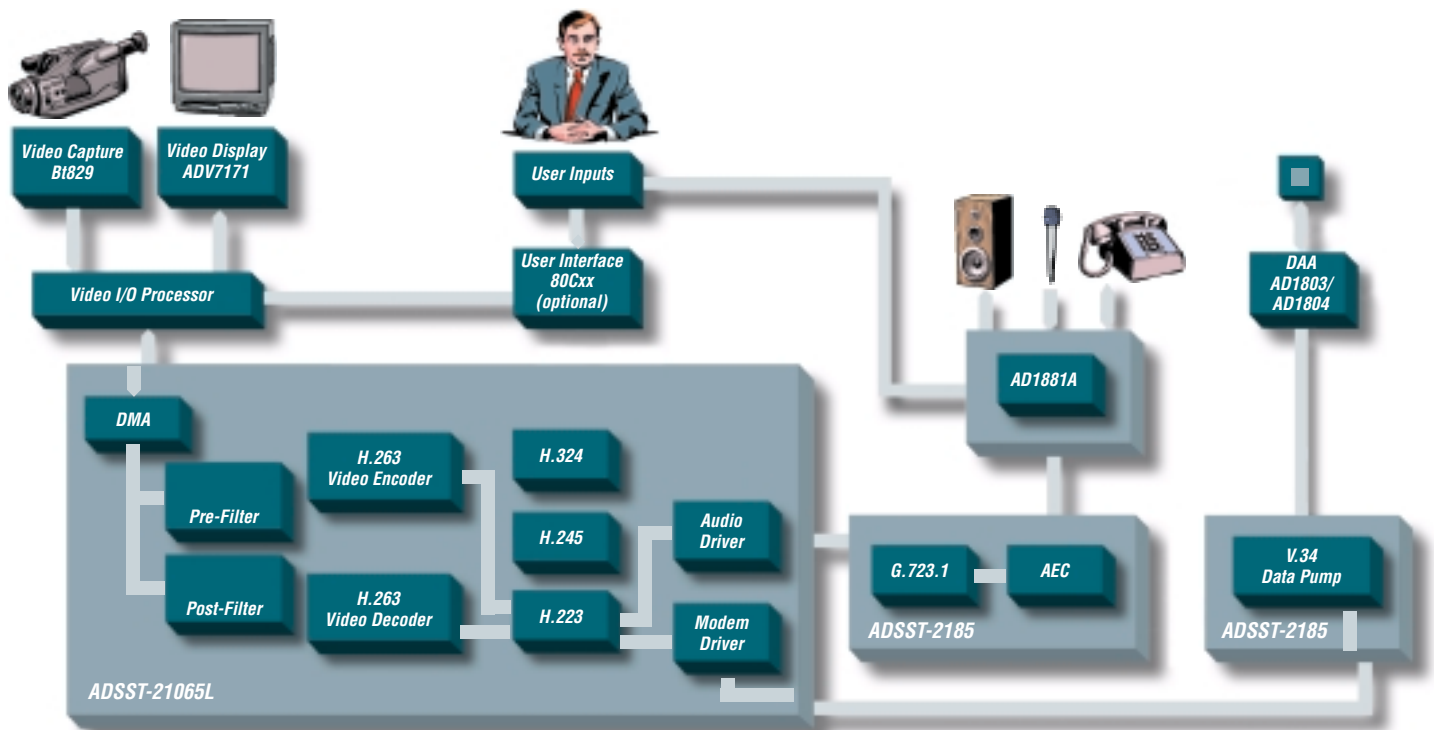 Video Capture
Bt829
Video Display
ADV7171
User Inputs
User Interface
80Cxx
(optional)
Video I/O Processor
DAA
AD1803/
AD1804
AD1881A
DMA
Pre-Filter
Post-Filter
H.263
Video Encoder
H.263
Video Decoder
H.324
H.245
H.223
Audio
Driver
Modem
Driver
ADSST-21065L
G.723.1
AEC
ADSST-2185
V.34
Data Pump
ADSST-2185